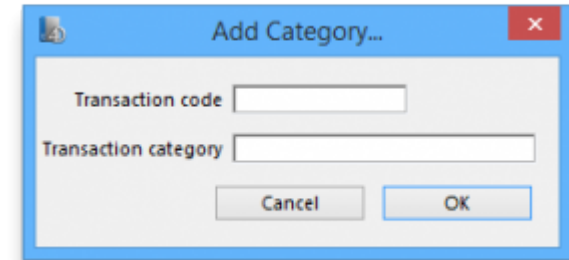 Add Category...
Transaction code
Transaction category
Cancel OK